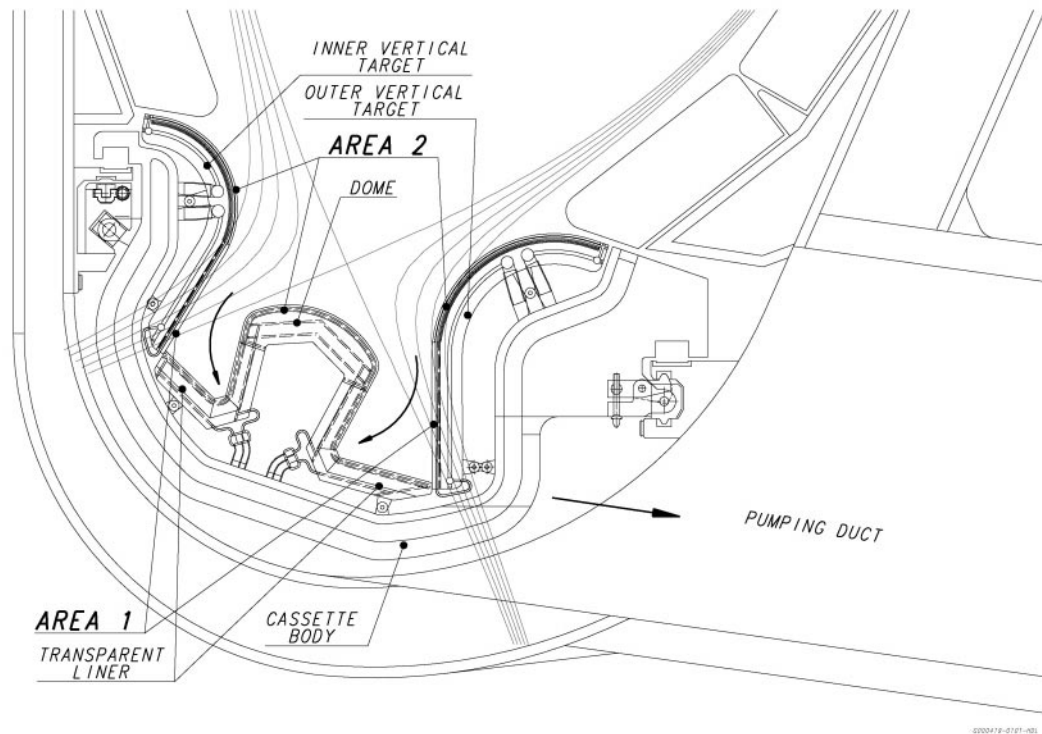 INNER VERTICAL
TARGET
OUTER VERTICAL
TARGET
AREA 2
DOME
PUMPING DUCT
AREA 1
CASSETTE
BODY
TRANSPARENT
LINER